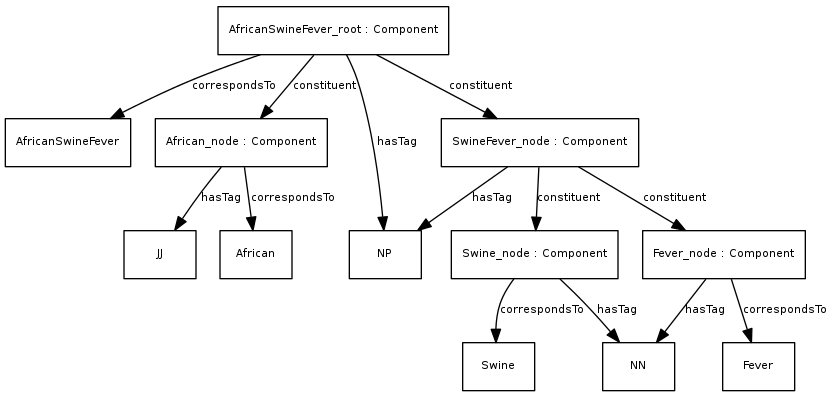 AfricanSwineFever_root : Component
correspondsTo
constituent
constituent
hasTag
AfricanSwineFever
African_node : Component
SwineFever_node : Component
hasTag
correspondsTo
hasTag
constituent
constituent
JJ
African
NP
Swine_node : Component
Fever_node : Component
correspondsTo
hasTag
hasTag
correspondsTo
Swine
NN
Fever